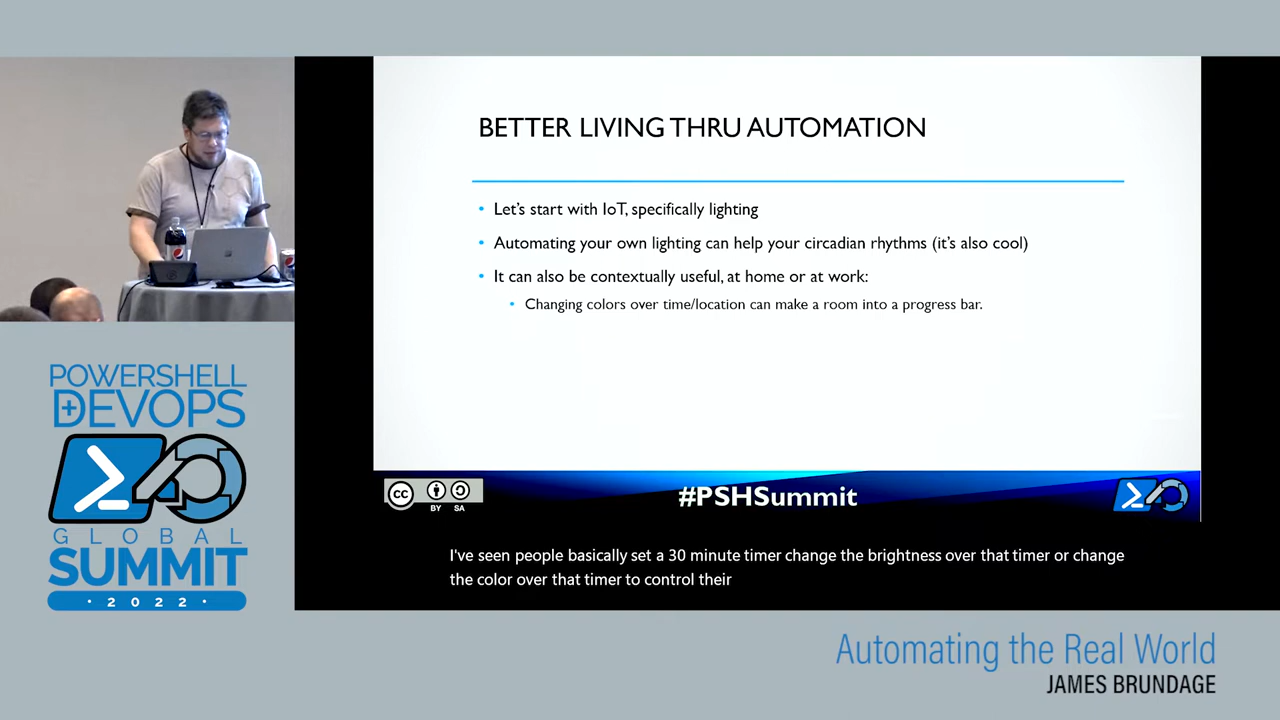 BETTER LIVING THRU AUTOMATION
• Let's start with IoT, specifically lighting
• Automating your own lighting can help your circadian rhythms (it's also cool)
• It can also be contextually useful, at home or at work:
• Changing colors over time/location can make a room into a progress bar.
cc
BY SA
#PSHSummit
I've seen people basically set a 30 minute timer change the brightness over that timer or change
the color over that timer to control their
POWERSHELL
+DEVOPS
GLOBAL
SUMMIT
· 2022 ·
Automating the Real World
JAMES BRUNDAGE